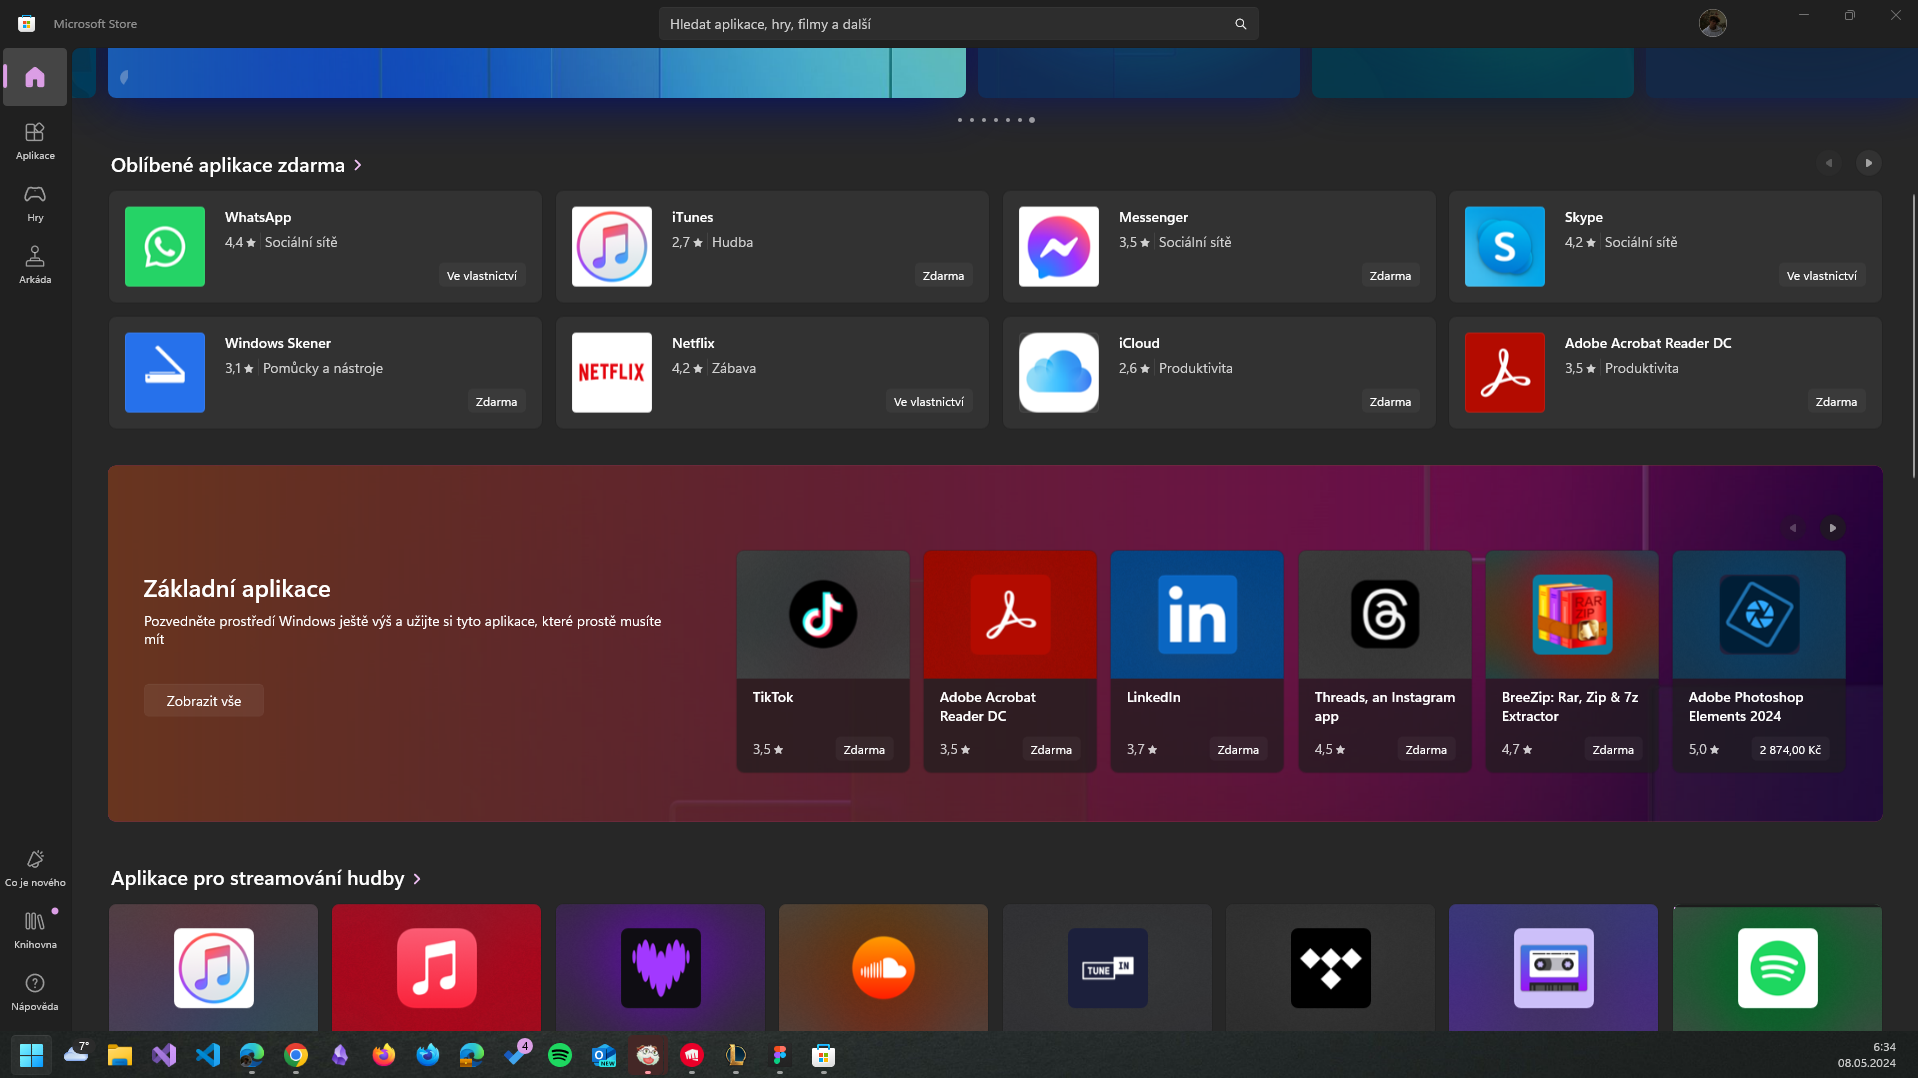 Microsoft Store
Hledat aplikace, hry, filmy a další
Aplikace
Hry
Arkáda
Oblíbené aplikace zdarma
WhatsApp
4,4 Sociální sítě
Ve vlastnictví
iTunes
2,7 Hudba
Zdarma
Messenger
3,5 Sociální sítě
Zdarma
S
Skype
4,2 Sociální sítě
Ve vlastnictví
Windows Skener
3,1 Pomůcky a nástroje
Zdarma
NETFLIX
Netflix
4,2 Zábava
Ve vlastnictví
iCloud
2,6 Produktivita
Zdarma
Adobe Acrobat Reader DC
3,5 Produktivita
Zdarma
Základní aplikace
Pozvedněte prostředí Windows ještě výš a užijte si tyto aplikace, které prostě musíte
mít
Zobrazit vše
TikTok
3,5 Zdarma
Adobe Acrobat
Reader DC
3,5 Zdarma
in
LinkedIn
3,7 Zdarma
Threads, an Instagram
app
4,5 Zdarma
RAR
ZIP
BreeZip: Rar, Zip & 7z
Extractor
4,7 Zdarma
Adobe Photoshop
Elements 2024
5,0 2 874,00 Kč
Aplikace pro streamování hudby
TUNE IN
Co je nového
Knihovna
Nápověda
7°
4
NEW
6:34
08.05.2024